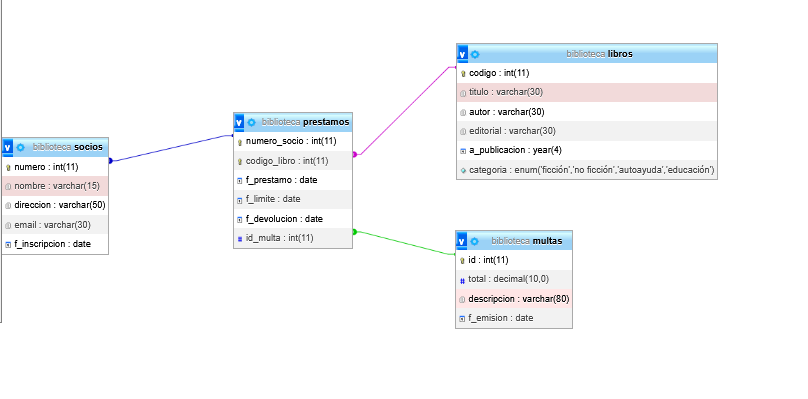 biblioteca socios
numero : int(11)
nombre : varchar(15)
direccion : varchar(50)
email : varchar(30)
f_inscripcion : date
biblioteca prestamos
numero_socio : int(11)
codigo_libro : int(11)
f_prestamo : date
f_limite : date
f_devolucion : date
id_multa : int(11)
biblioteca libros
codigo : int(11)
titulo : varchar(30)
autor : varchar(30)
editorial : varchar(30)
a_publicacion : year(4)
categoria : enum('ficción','no ficción','autoayuda','educación')
biblioteca multas
id : int(11)
total : decimal(10,0)
descripcion : varchar(80)
f_emision : date